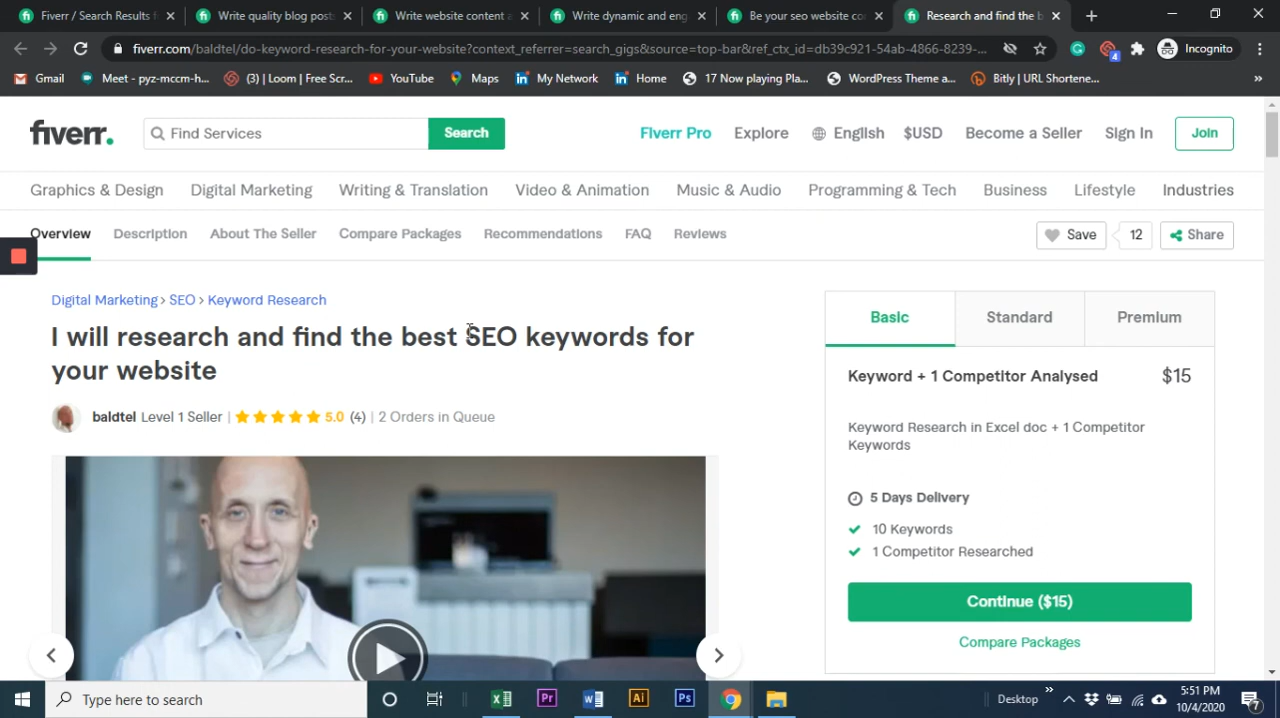 Fiverr / Search Results f
Write quality blog posts
Write website content a
Write dynamic and eng
Be your seo website co
Research and find the b
fiverr.com/baldtel/do-keyword-research-for-your-website?context_referrer=search_gigs&source=top-bar&ref_ctx_id=db39c921-54ab-4866-8239-...
4
Incognito
Gmail
Meet - pyz-mccm-h...
(3) | Loom | Free Scr...
YouTube
Maps
My Network
Home
17 Now playing Pla...
WordPress Theme a...
Bitly | URL Shortene...
»
fiverr.
Find Services
Search
Fiverr Pro
Explore
English
$USD
Become a Seller
Sign In
Join
Graphics & Design
Digital Marketing
Writing & Translation
Video & Animation
Music & Audio
Programming & Tech
Business
Lifestyle
Industries
Overview
Description
About The Seller
Compare Packages
Recommendations
FAQ
Reviews
Save
12
Share
Digital Marketing › SEO › Keyword Research
I will research and find the best SEO keywords for
your website
baldtel Level 1 Seller | 5.0 (4) | 2 Orders in Queue
Basic
Standard
Premium
Keyword + 1 Competitor Analysed
$15
Keyword Research in Excel doc + 1 Competitor
Keywords
5 Days Delivery
10 Keywords
1 Competitor Researched
Continue ($15)
Compare Packages
Type here to search
Pr
Ai
Ps
Desktop
»
5:51 PM
10/4/2020
7